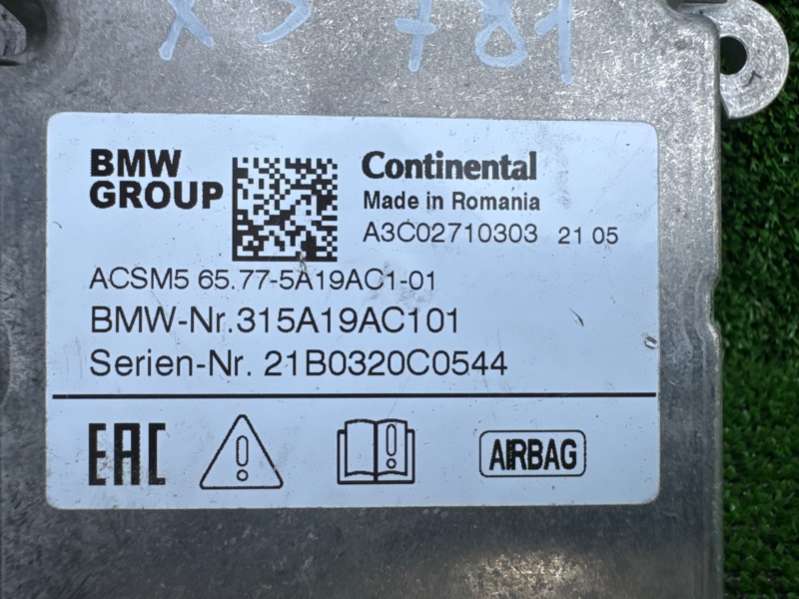 X5 781
BMW
GROUP
Continental
Made in Romania
A3C02710303 21 05
ACSM5 65.77-5A19AC1-01
BMW-Nr.315A19AC101
Serien-Nr. 21B0320C0544
EAC
AIRBAG